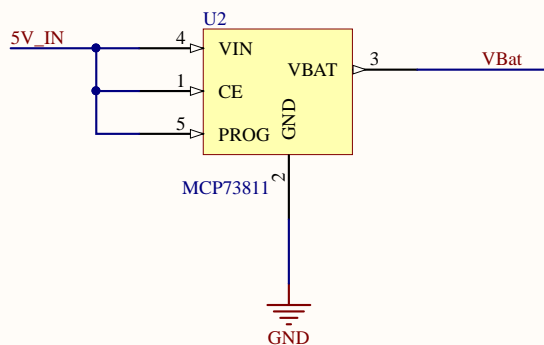 U2
5V_IN
4
VIN
VBAT
3
VBat
1
CE
5
PROG
GND
MCP73811
2
GND